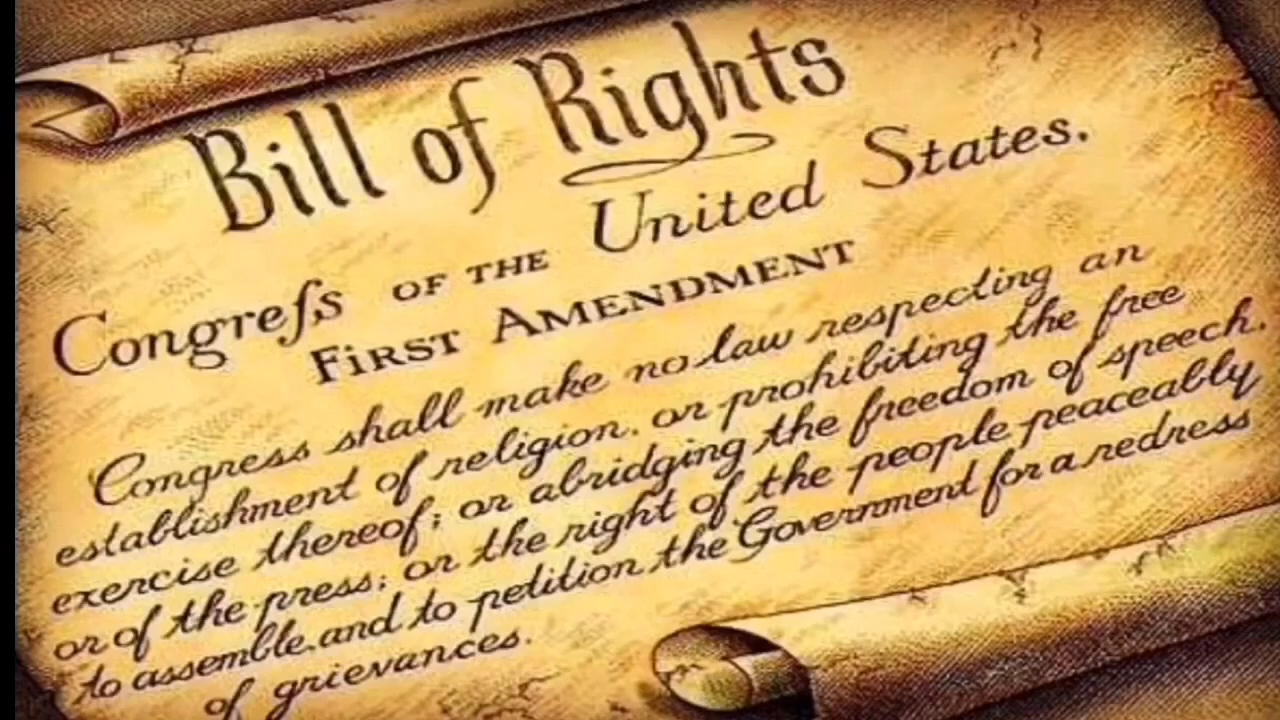 Bill of Rights
Congreſs OF THE United States.
FIRST AMENDMENT
Congress shall make no law respecting an
establishment of religion, or prohibiting the free
exercise thereof; or abridging the freedom of speech,
or of the press; or the right of the people peaceably
to assemble, and to petition the Government for a redress
of grievances.